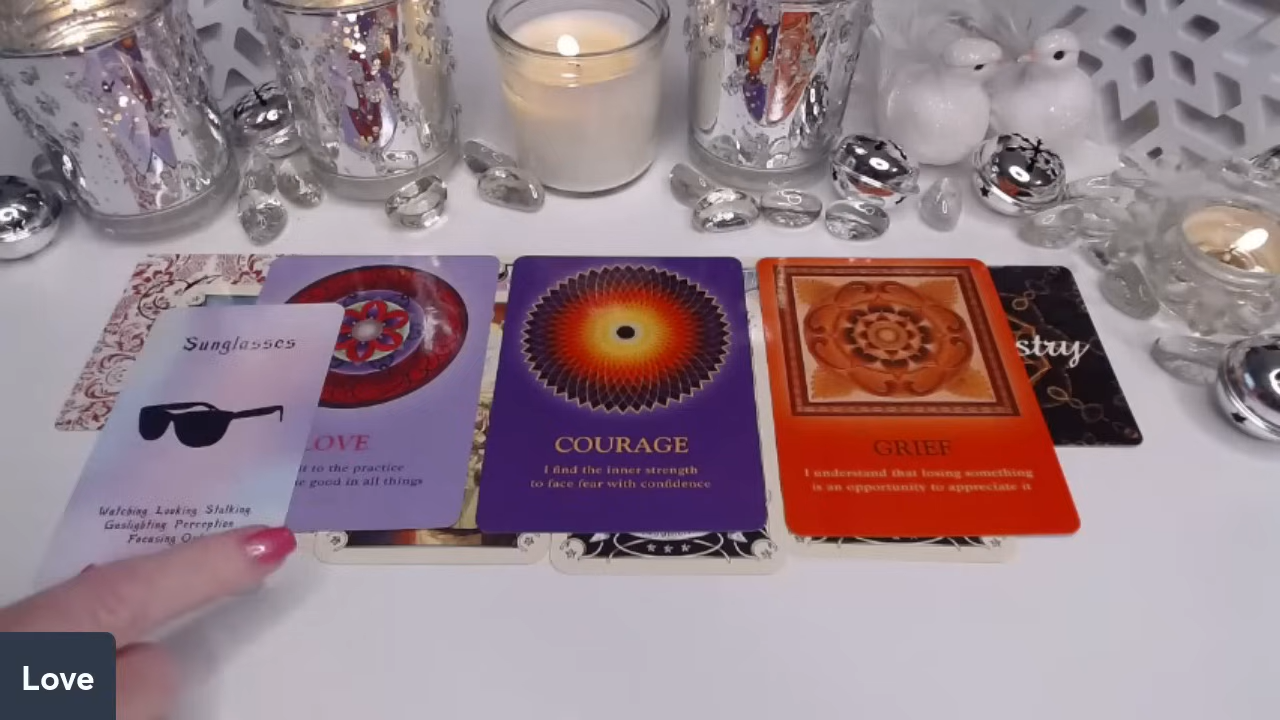 Sunglasses
Watching Looking Stalking
Gaslighting Perception
Focusing
LOVE
to the practice
good in all things
COURAGE
I find the inner strength
to face fear with confidence
GRIEF
I understand that losing something
is an opportunity to appreciate it
stry
Love